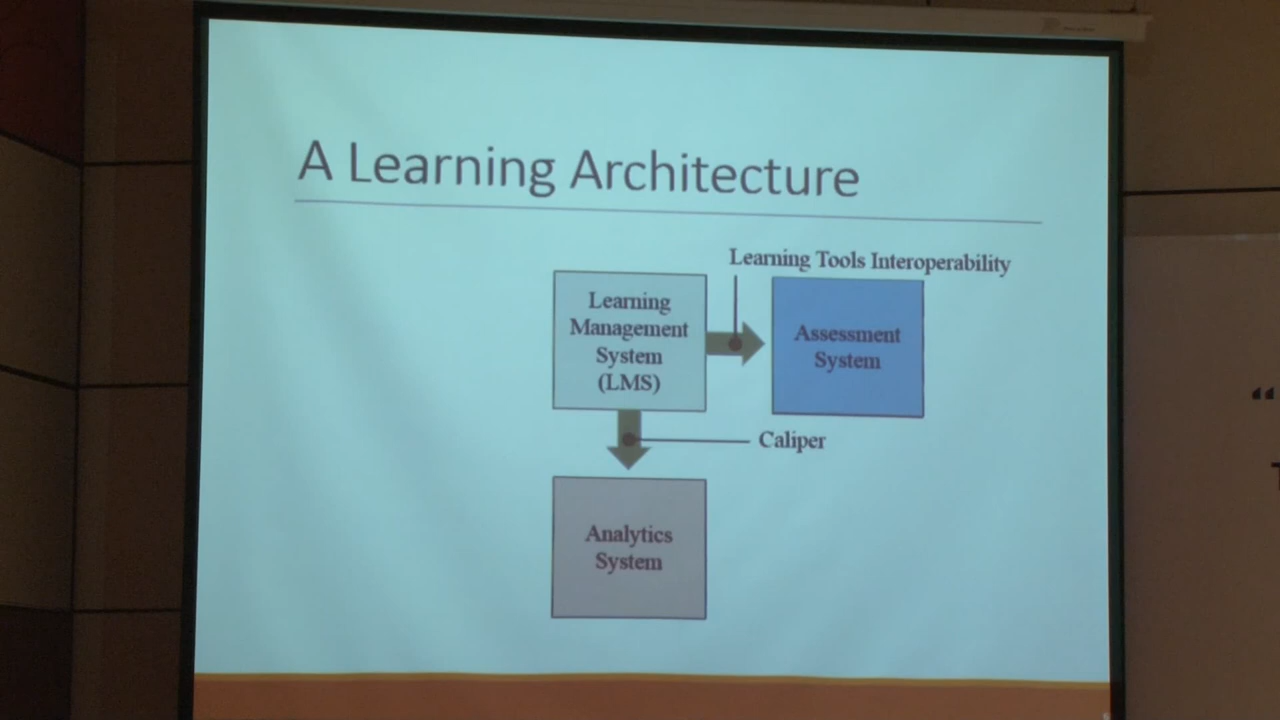 A Learning Architecture
Learning Tools Interoperability
Learning
Management
System
(LMS)
Assessment
System
Caliper
Analytics
System
“